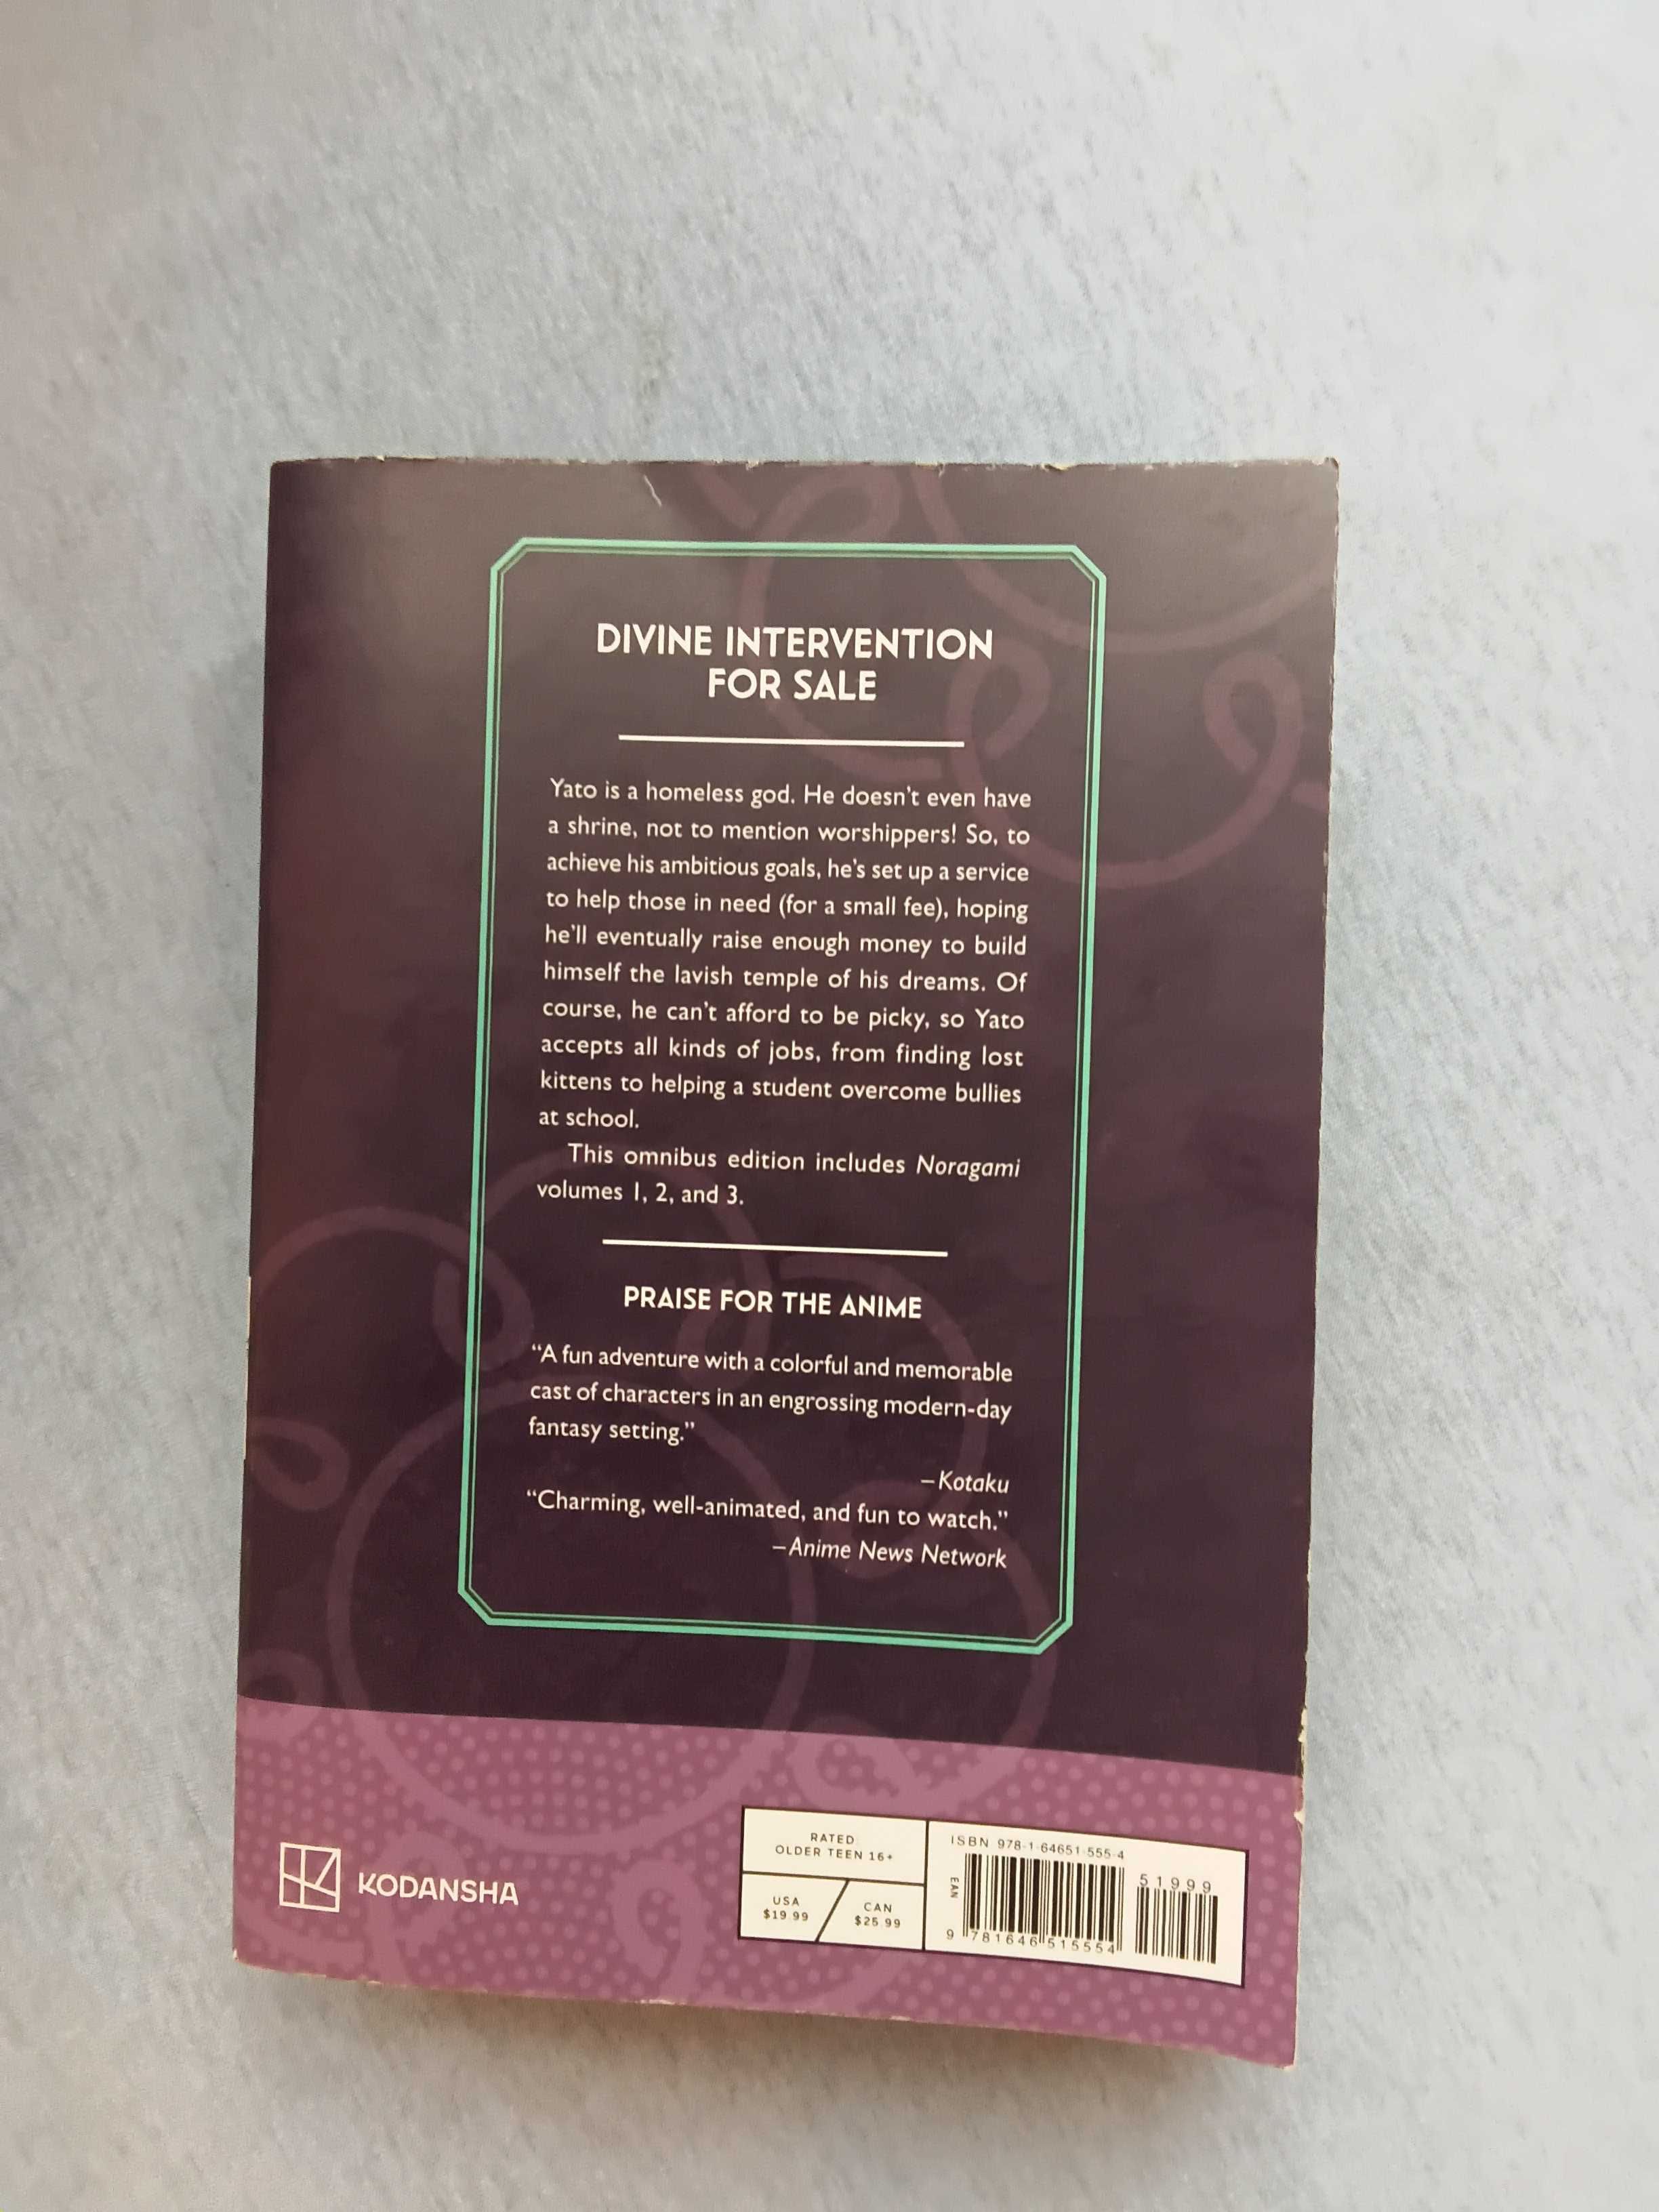 DIVINE INTERVENTION
FOR SALE
Yato is a homeless god. He doesn't even have
a shrine, not to mention worshippers! So, to
achieve his ambitious goals, he's set up a service
to help those in need (for a small fee), hoping
he'll eventually raise enough money to build
himself the lavish temple of his dreams. Of
course, he can't afford to be picky, so Yato
accepts all kinds of jobs, from finding lost
kittens to helping a student overcome bullies
at school.
This omnibus edition includes Noragami
volumes 1, 2, and 3.
PRAISE FOR THE ANIME
“A fun adventure with a colorful and memorable
cast of characters in an engrossing modern-day
fantasy setting.”
–Kotaku
“Charming, well-animated, and fun to watch.”
–Anime News Network
KODANSHA
RATED
OLDER TEEN 16+
USA
$19.99
CAN
$25.99
ISBN 978-1-64651-555-4
EAN
51999
9 781646 515554